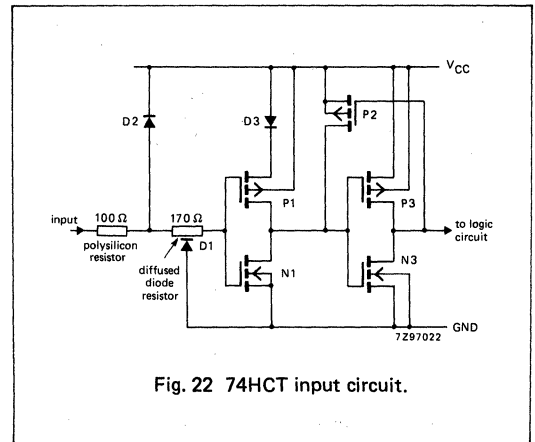 VCC
D2
D3
P2
P1
P3
input
100 Ω
170 Ω
polysilicon
resistor
D1
diffused
diode
resistor
N1
N3
to logic
circuit
7Z97022
GND
Fig. 22 74HCT input circuit.